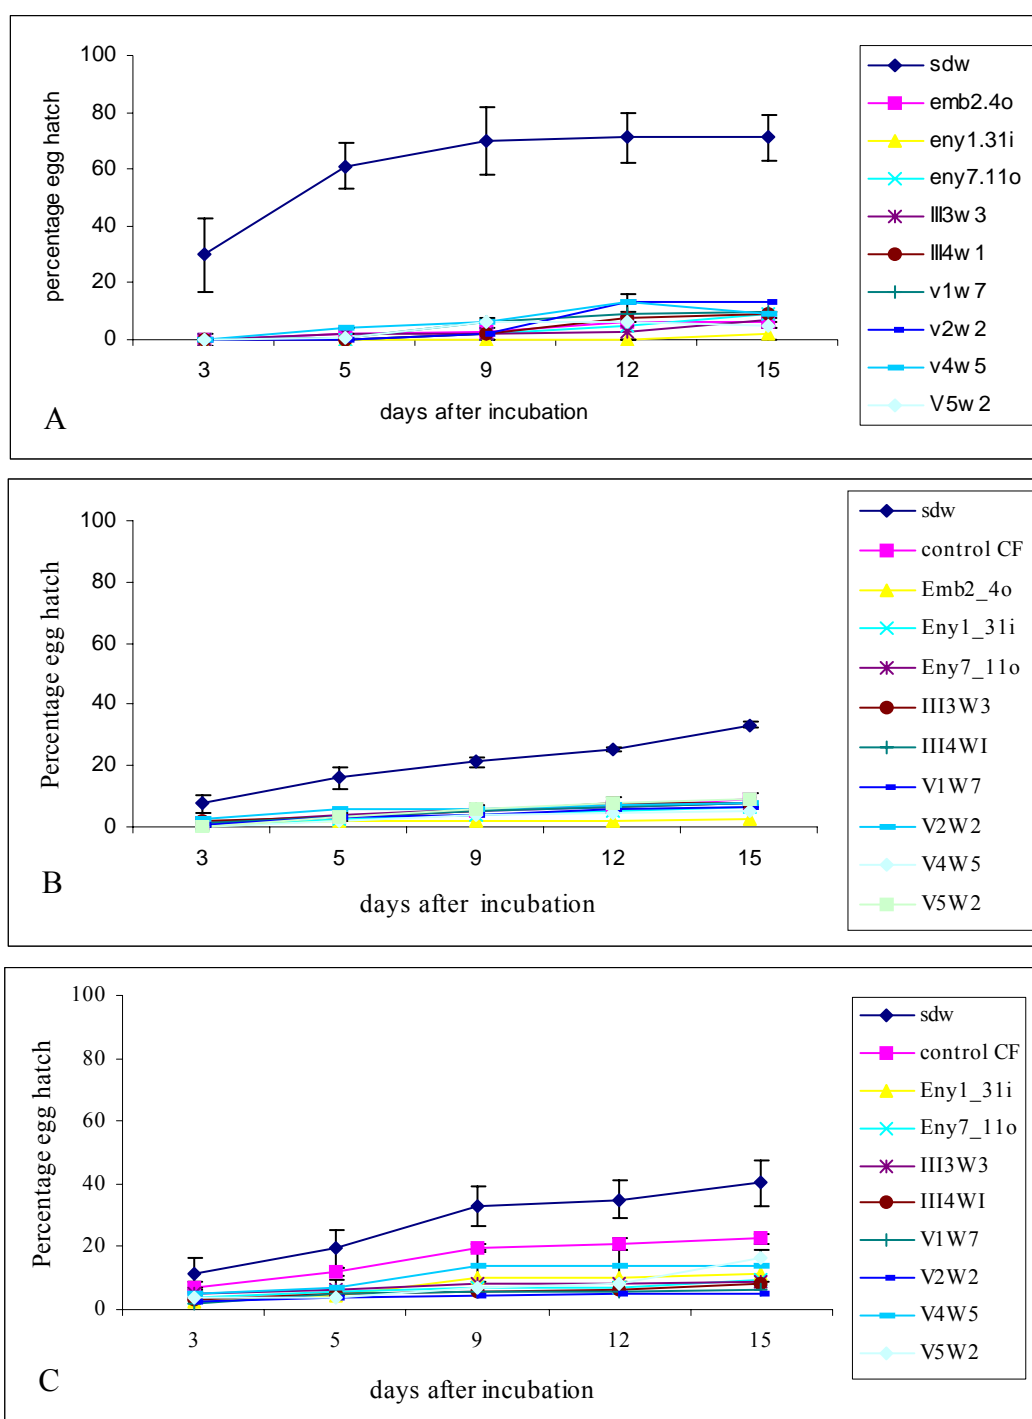 100
80
60
40
20
0
percentage egg hatch
3 5 9 12 15
days after incubation
A
sdw
emb2.4o
eny1.31i
eny7.11o
III3w 3
III4w 1
v1w 7
v2w 2
v4w 5
V5w 2
100
80
60
40
20
0
Percentage egg hatch
3 5 9 12 15
days after incubation
B
sdw
control CF
Emb2_4o
Eny1_31i
Eny7_11o
III3W3
III4WI
V1W7
V2W2
V4W5
V5W2
100
80
60
40
20
0
Percentage egg hatch
3 5 9 12 15
days after incubation
C
sdw
control CF
Eny1_31i
Eny7_11o
III3W3
III4WI
V1W7
V2W2
V4W5
V5W2